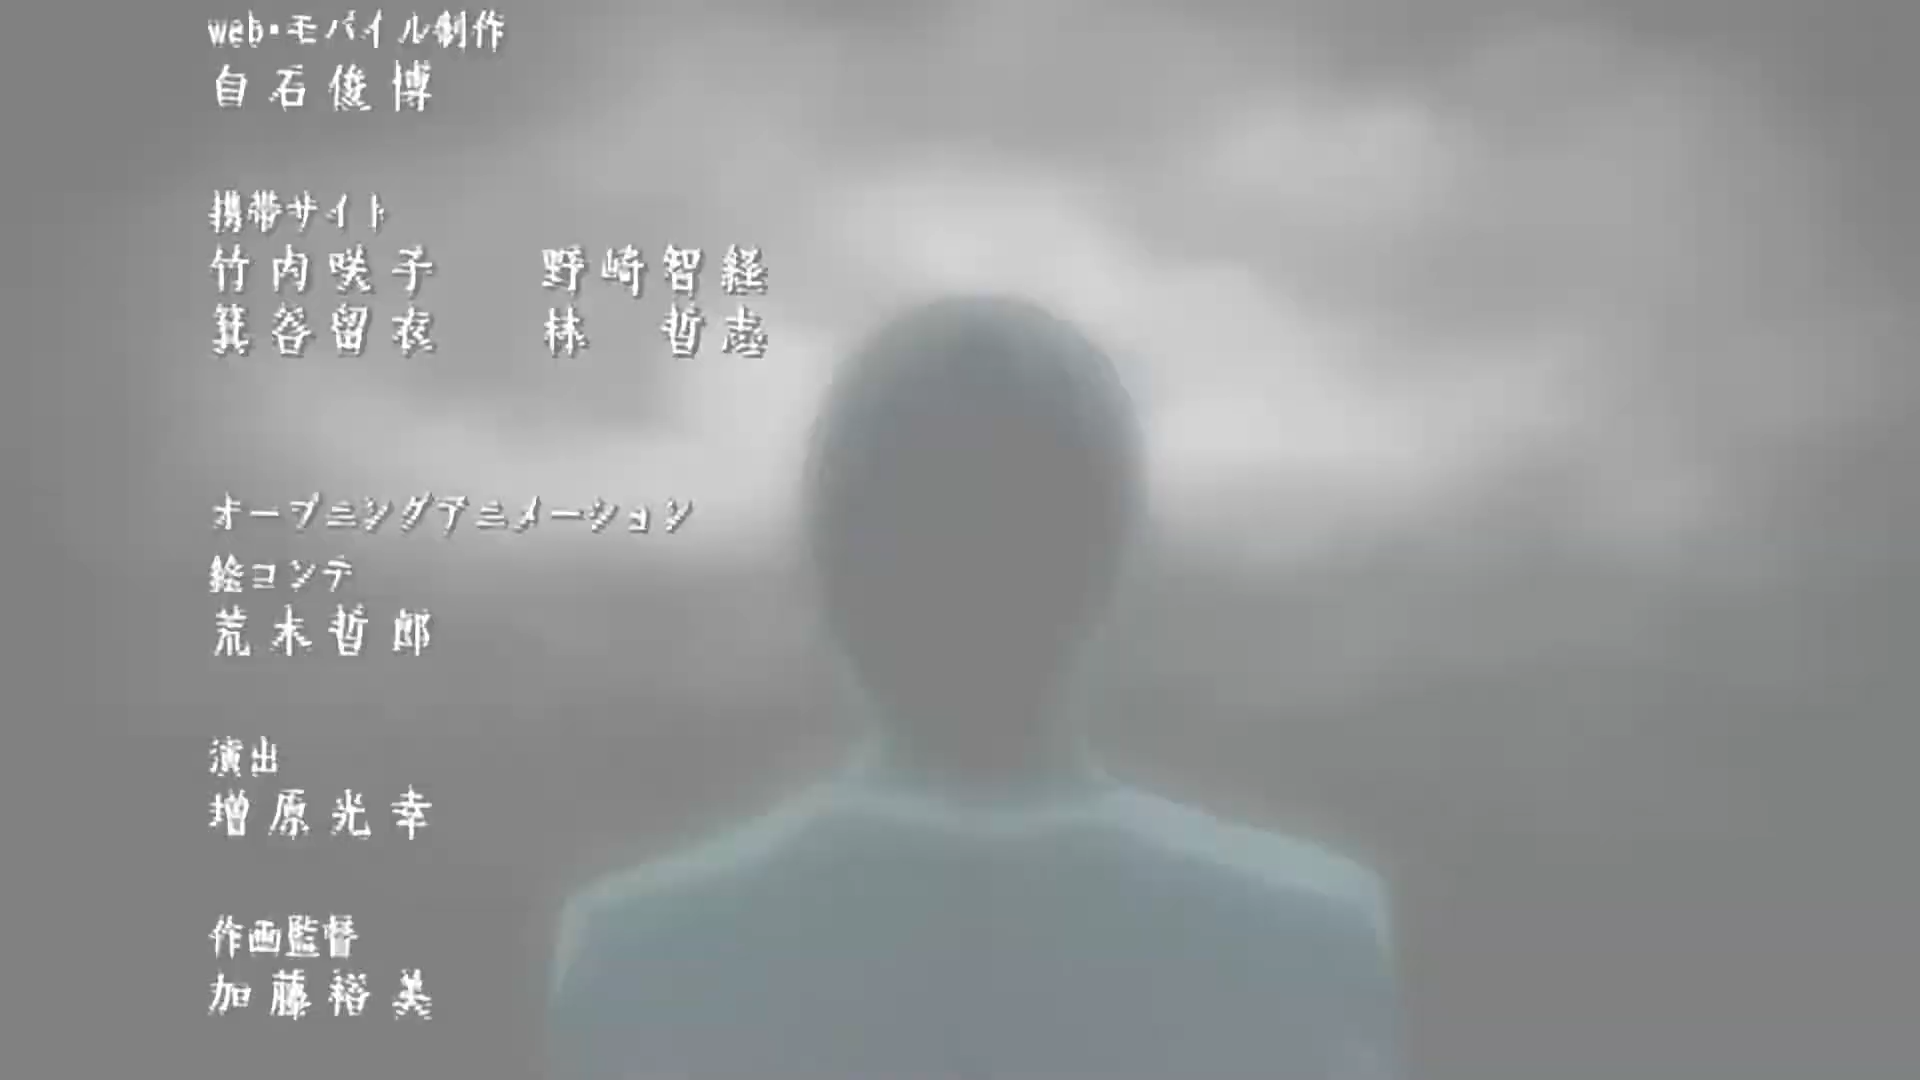 web・モバイル制作
白石俊博
携帯サイト
竹内咲子 野崎智経
箕谷留衣 林 哲志
オープニングアニメーション
絵コンテ
荒木哲郎
演出
増原光幸
作画監督
加藤裕美